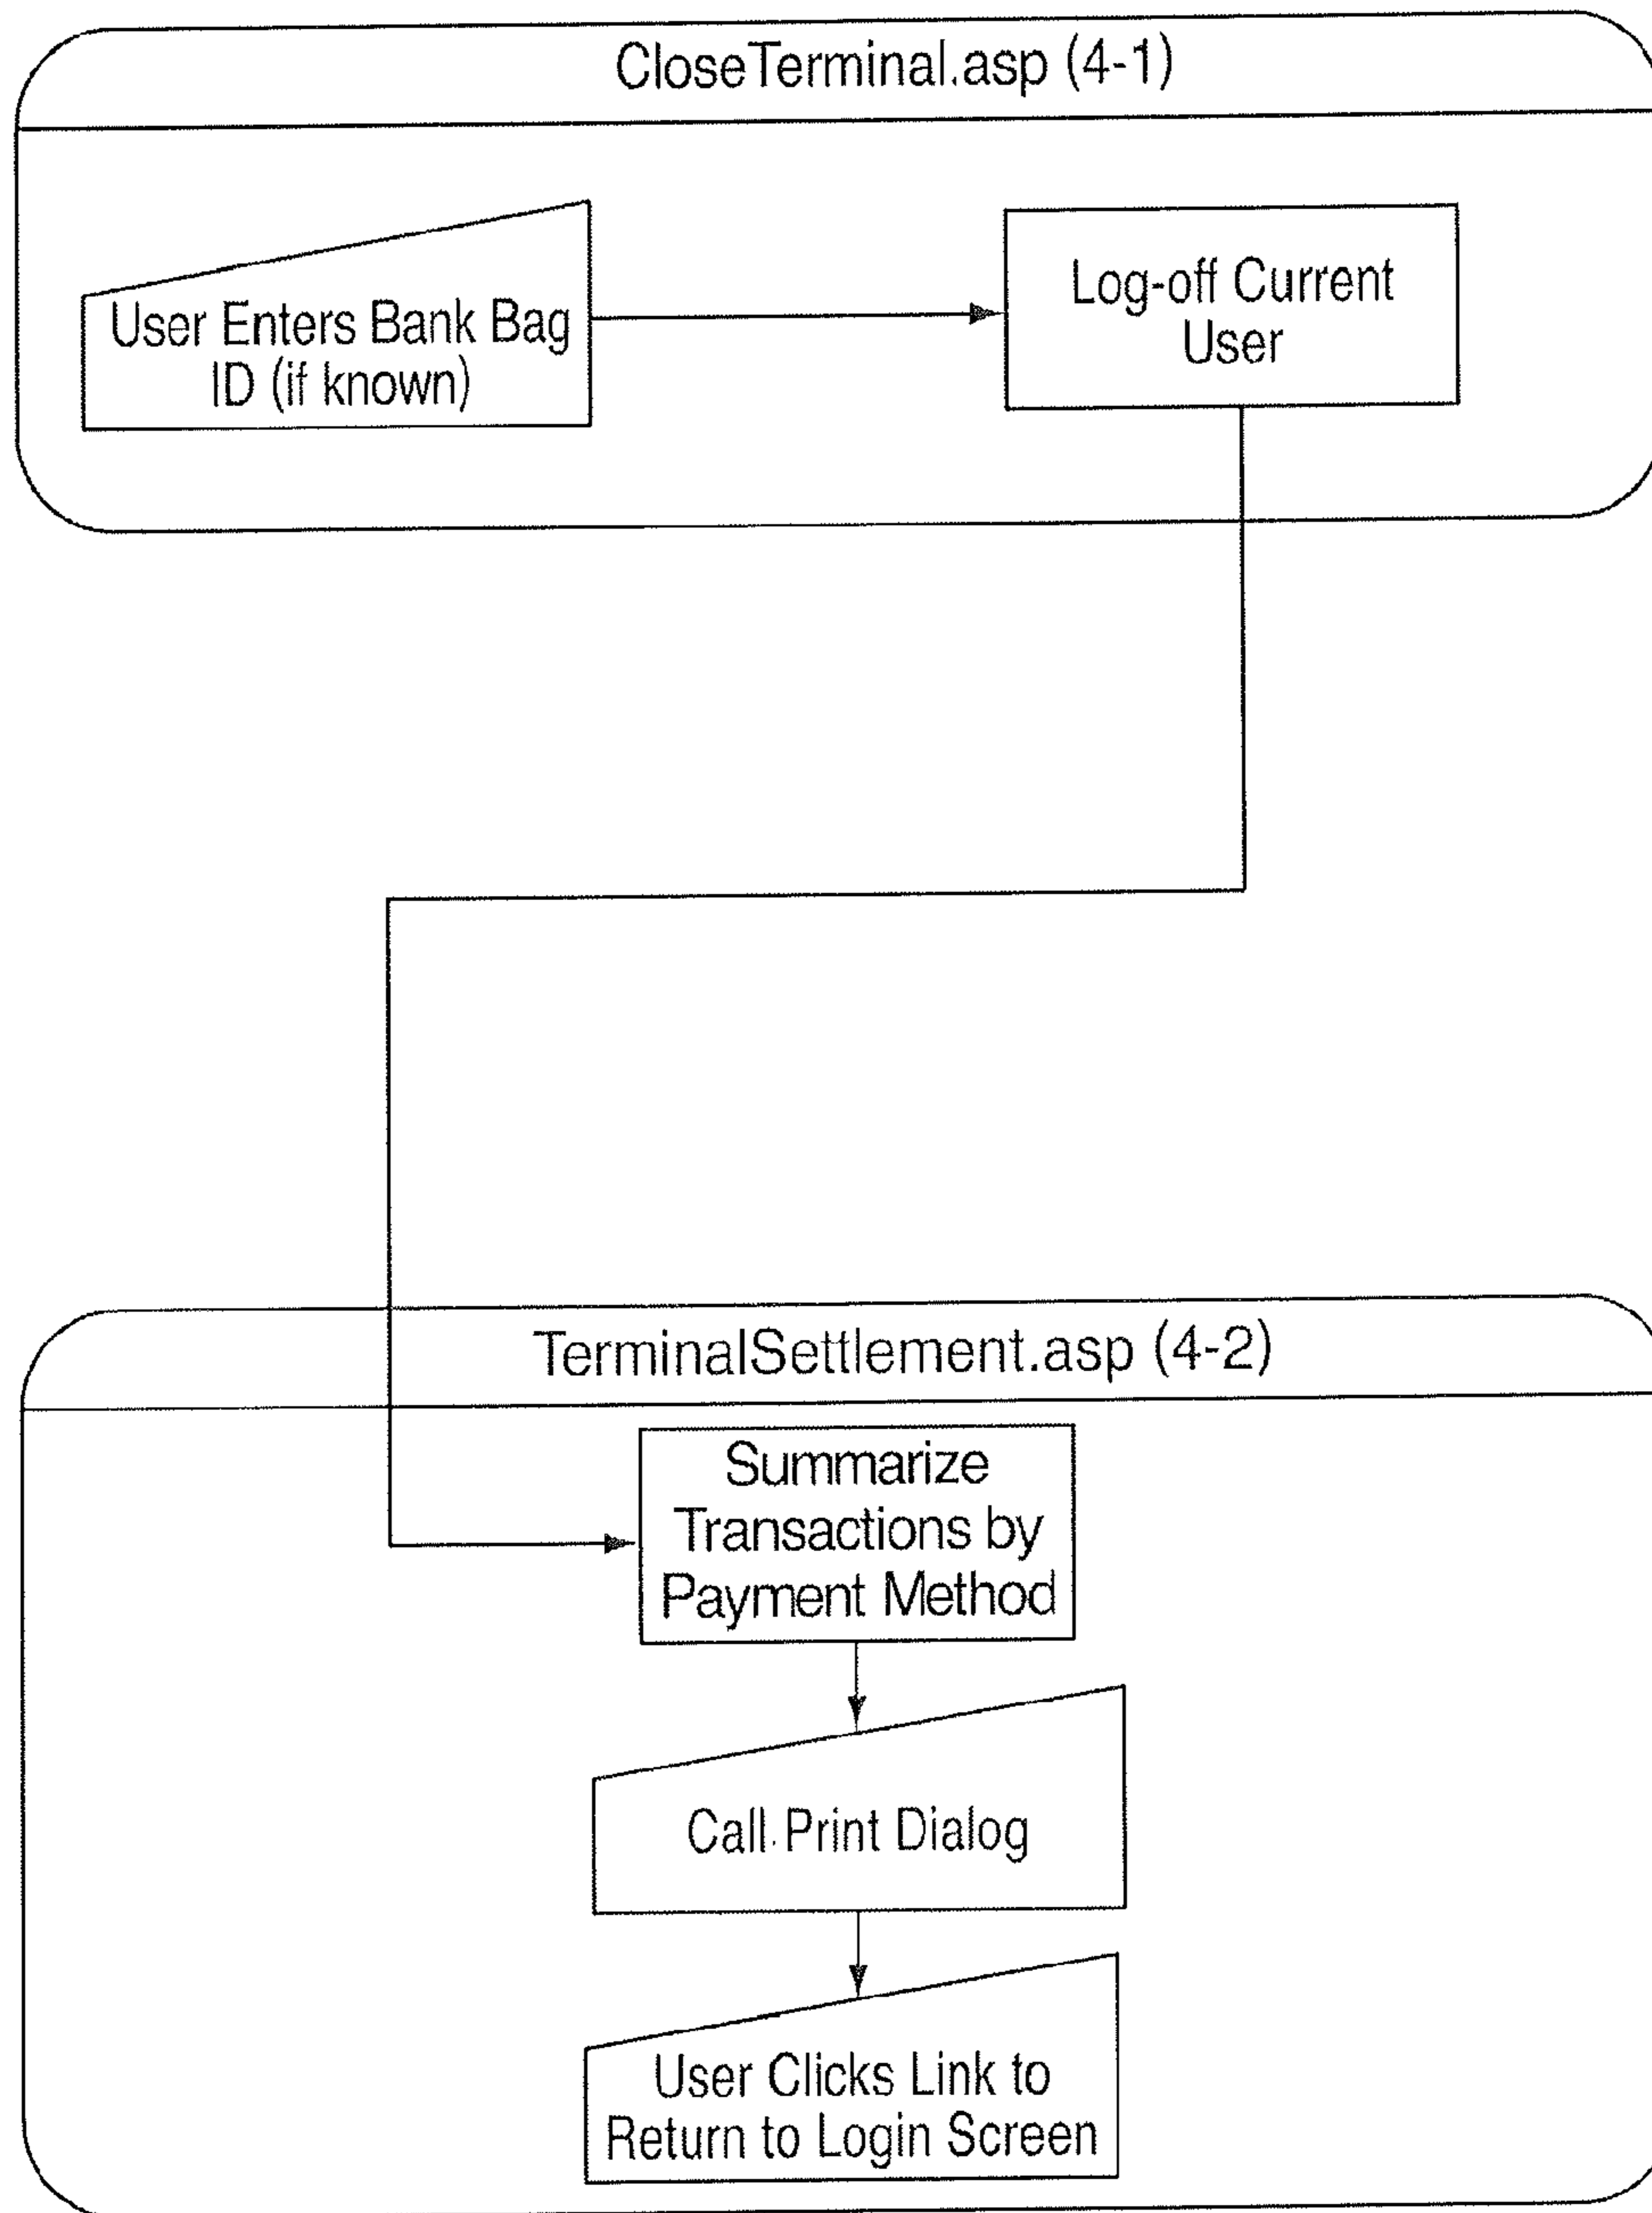 CloseTerminal.asp (4-1)
User Enters Bank Bag
ID (if known)
Log-off Current
User
TerminalSettlement.asp (4-2)
Summarize
Transactions by
Payment Method
Call Print Dialog
User Clicks Link to
Return to Login Screen